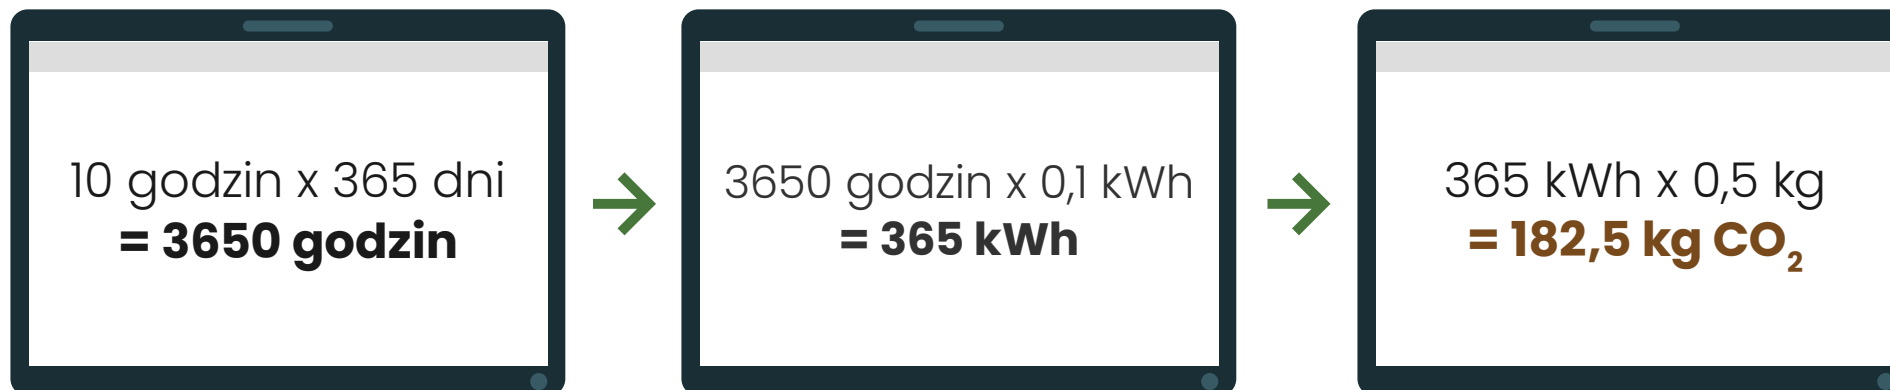 10 godzin x 365 dni
= 3650 godzin
3650 godzin x 0,1 kWh
= 365 kWh
365 kWh x 0,5 kg
= 182,5 kg CO₂